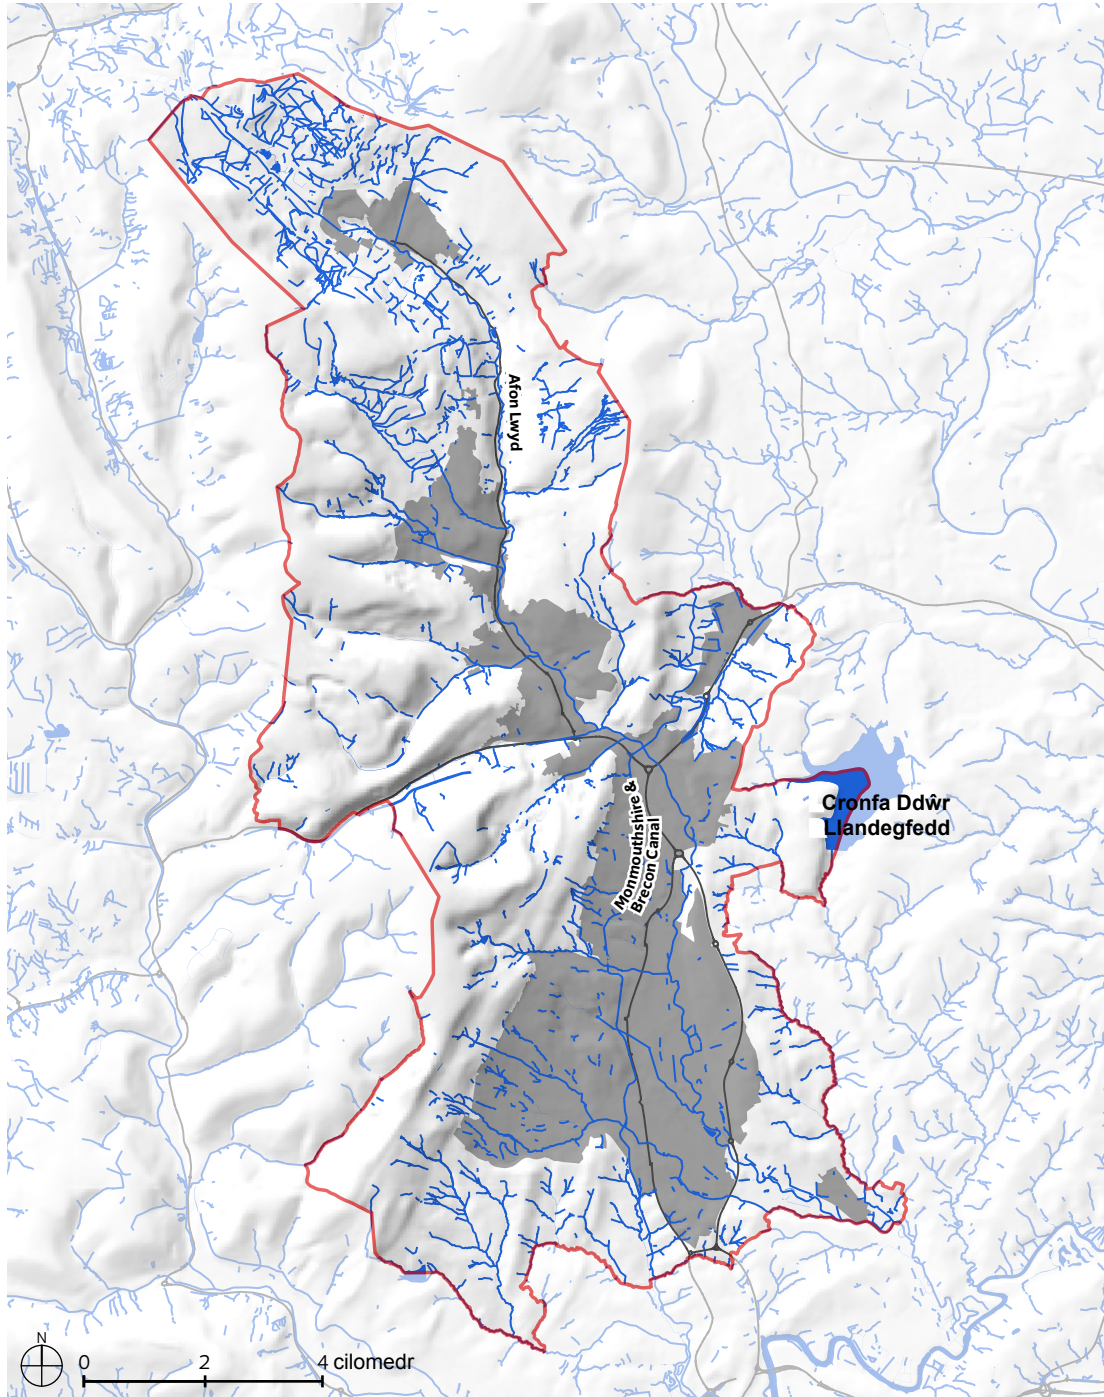 Afon Lwyd
Cronfa Ddŵr
Llandegfedd
Monmouthshire &
Brecon Canal
N
0 2 4 cilomedr